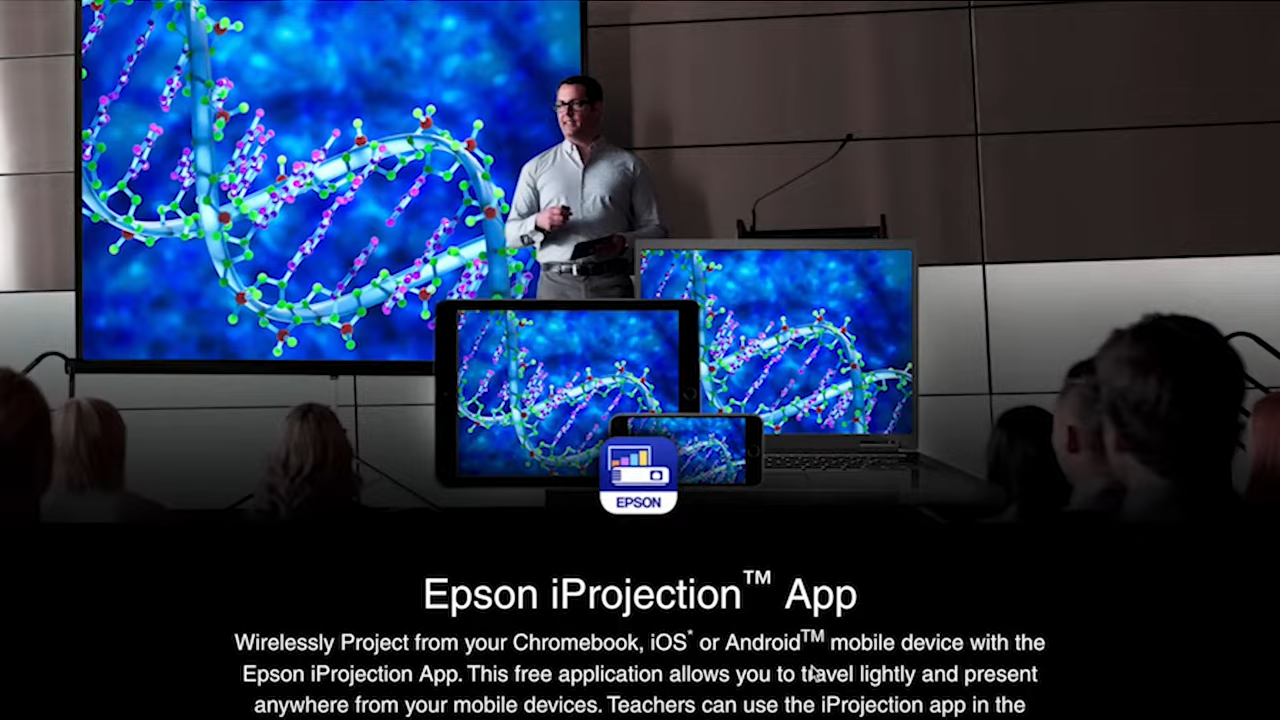 EPSON
Epson iProjection™ App
Wirelessly Project from your Chromebook, iOS* or Android™ mobile device with the
Epson iProjection App. This free application allows you to travel lightly and present
anywhere from your mobile devices. Teachers can use the iProjection app in the